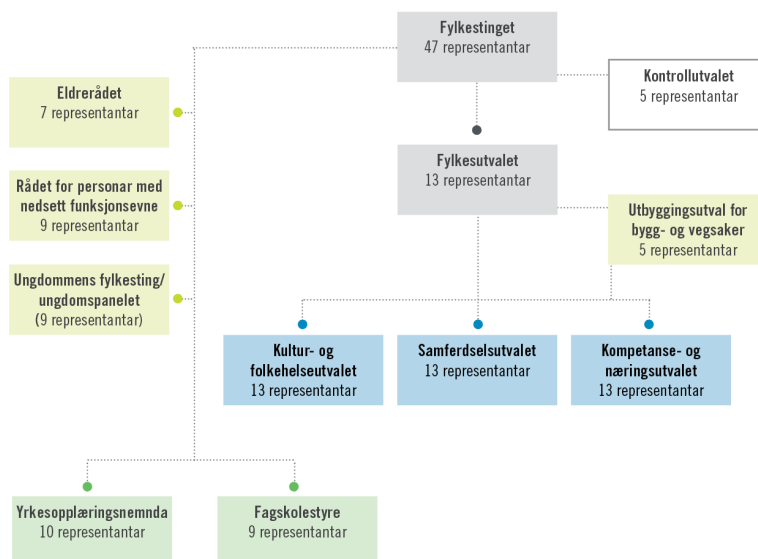 Fylkestinget
47 representantar
Kontrollutvalet
5 representantar
Eldrerådet
7 representantar
Fylkesutvalet
13 representantar
Rådet for personar med
nedsett funksjonsevne
9 representantar
Utbyggingsutval for
bygg- og vegsaker
5 representantar
Ungdommens fylkesting/
ungdomspanelet
(9 representantar)
Kultur- og
folkehelseutvalet
13 representantar
Samferdselsutvalet
13 representantar
Kompetanse- og
næringsutvalet
13 representantar
Yrkesopplæringsnemnda
10 representantar
Fagskolestyre
9 representantar